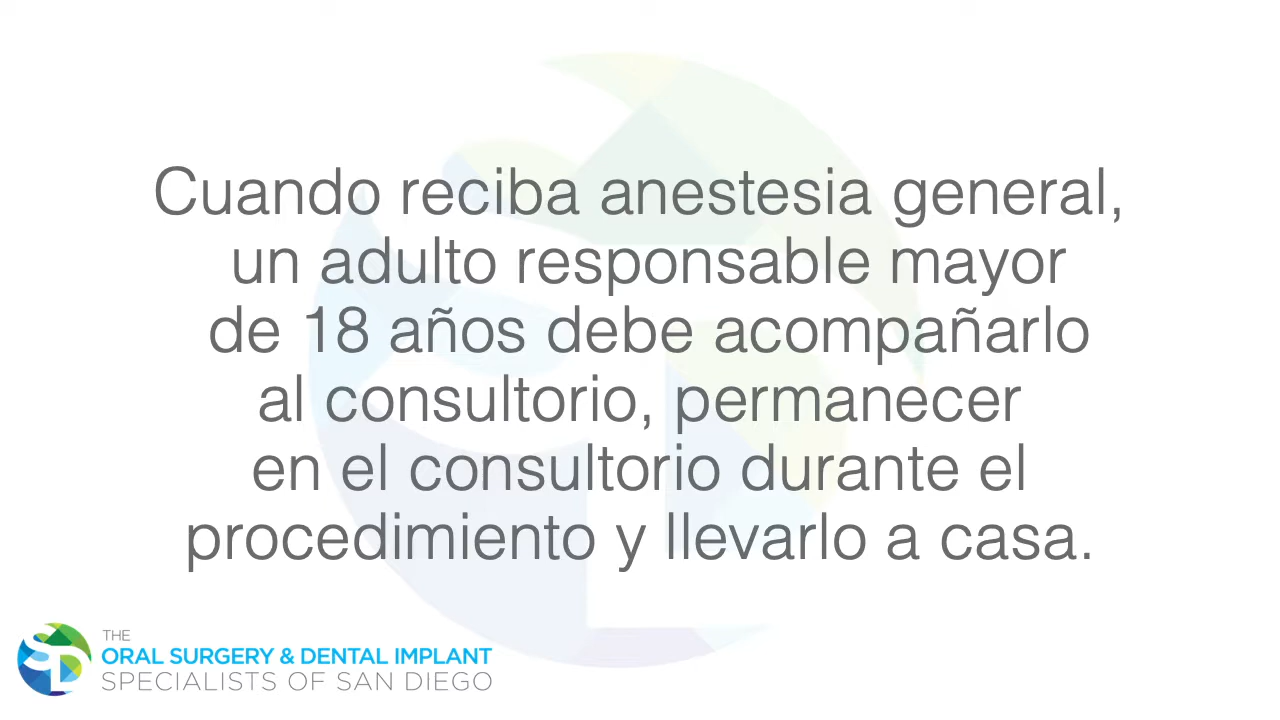 Cuando reciba anestesia general,
un adulto responsable mayor
de 18 años debe acompañarlo
al consultorio, permanecer
en el consultorio durante el
procedimiento y llevarlo a casa.
THE
ORAL SURGERY & DENTAL IMPLANT
SPECIALISTS OF SAN DIEGO